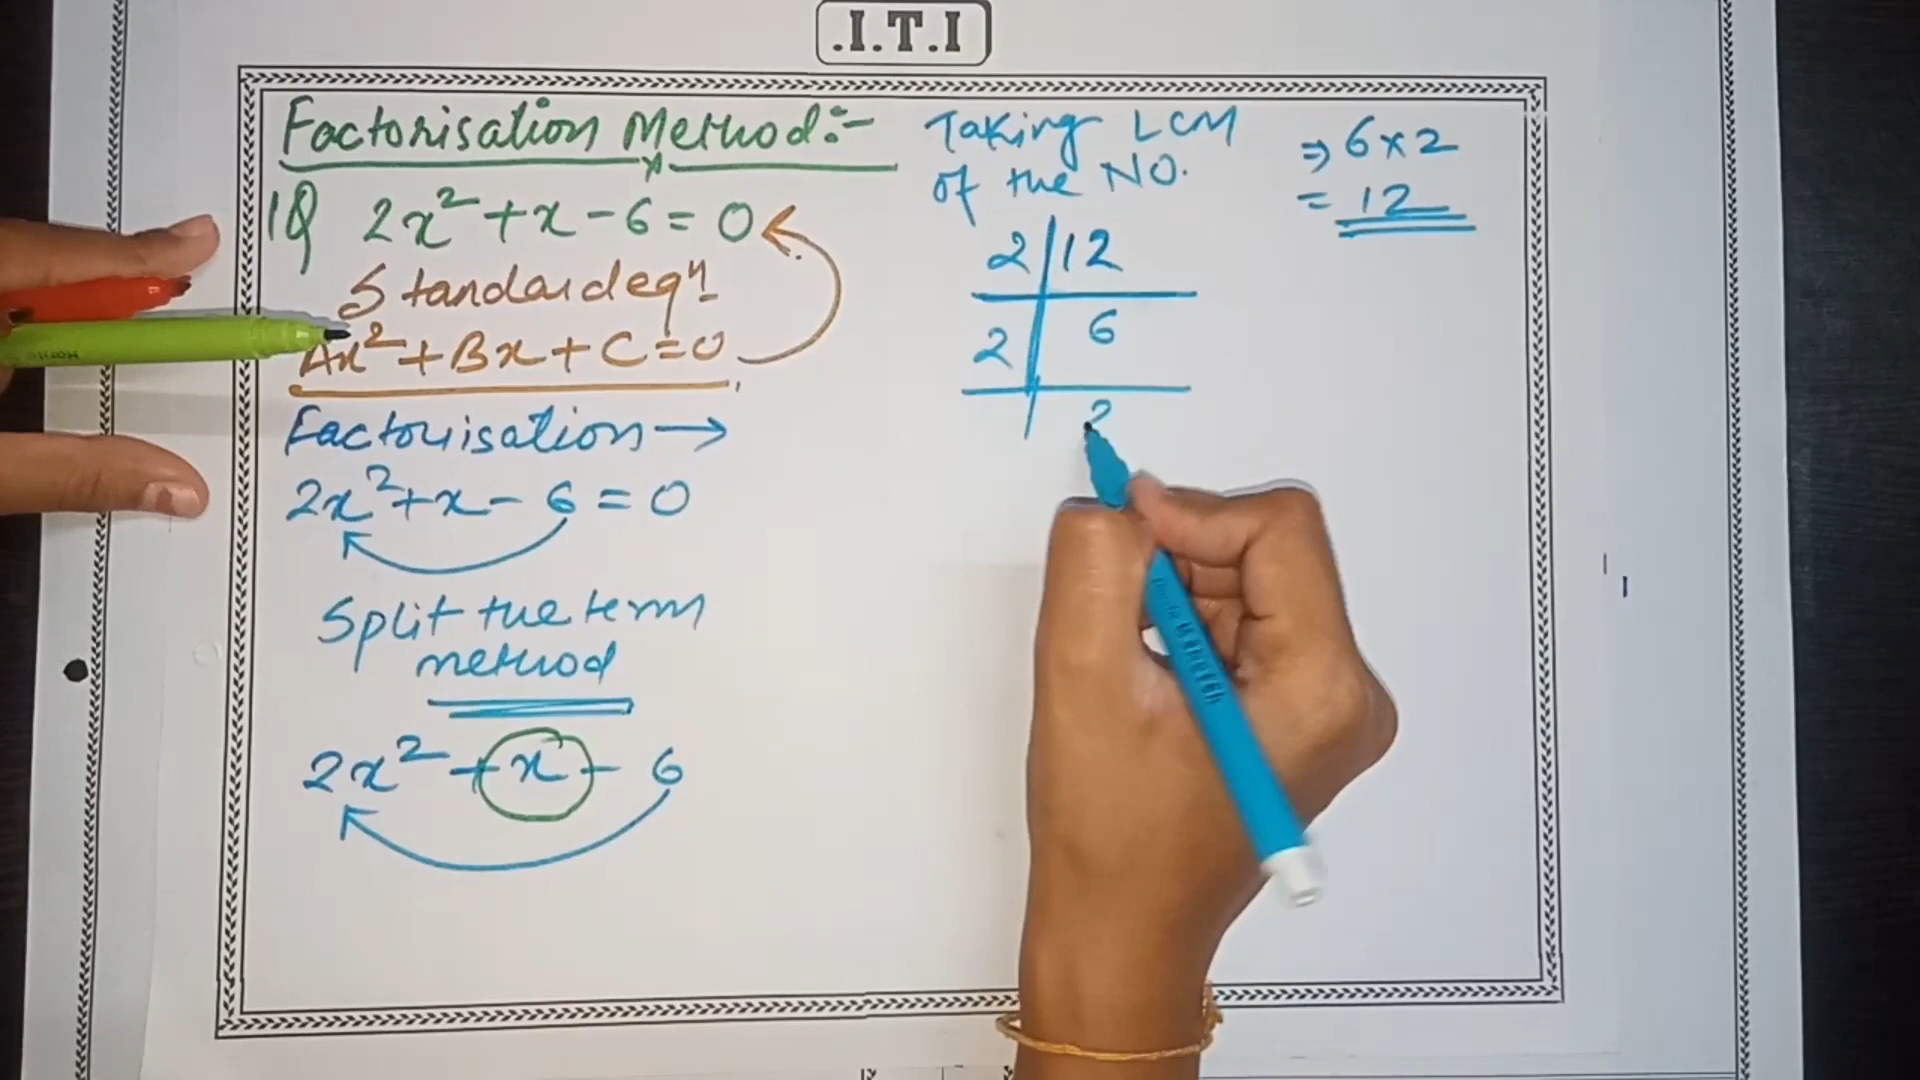 .I.T.I
Factorisation Method:-
1Q 2x² + x - 6 = 0
Standard eqn
Ax² + Bx + C = 0
Factorisation →
2x² + x - 6 = 0
Split the term
method
2x² + x - 6
Taking LCM
of the NO.
2 | 12
2 | 6
⇒ 6 × 2
= 12